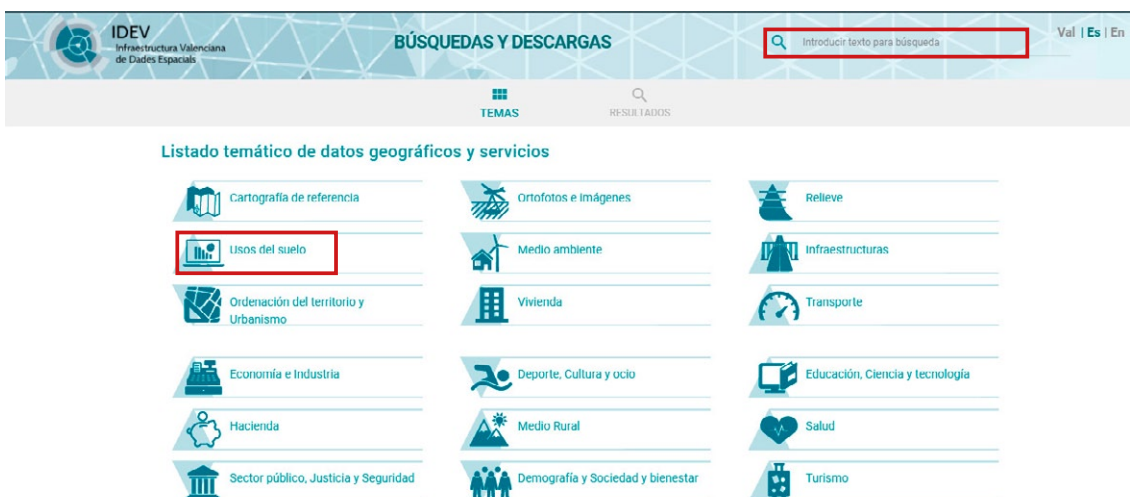 IDEV
Infraestructura Valenciana
de Dades Espacials
BÚSQUEDAS Y DESCARGAS
Introducir texto para búsqueda
Val | Es | En
TEMAS
RESULTADOS
Listado temático de datos geográficos y servicios
Cartografía de referencia
Ortofotos e Imágenes
Relieve
Usos del suelo
Medio ambiente
Infraestructuras
Ordenación del territorio y
Urbanismo
Vivienda
Transporte
Economía e Industria
Deporte, Cultura y ocio
Educación, Ciencia y tecnología
Hacienda
Medio Rural
Salud
Sector público, Justicia y Seguridad
Demografía y Sociedad y bienestar
Turismo